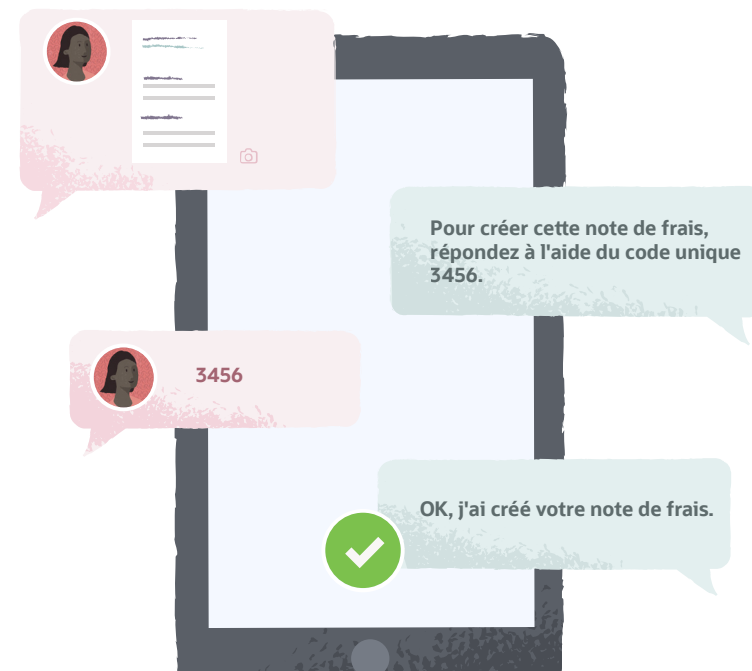 Pour créer cette note de frais,
répondez à l'aide du code unique
3456.
3456
OK, j'ai créé votre note de frais.